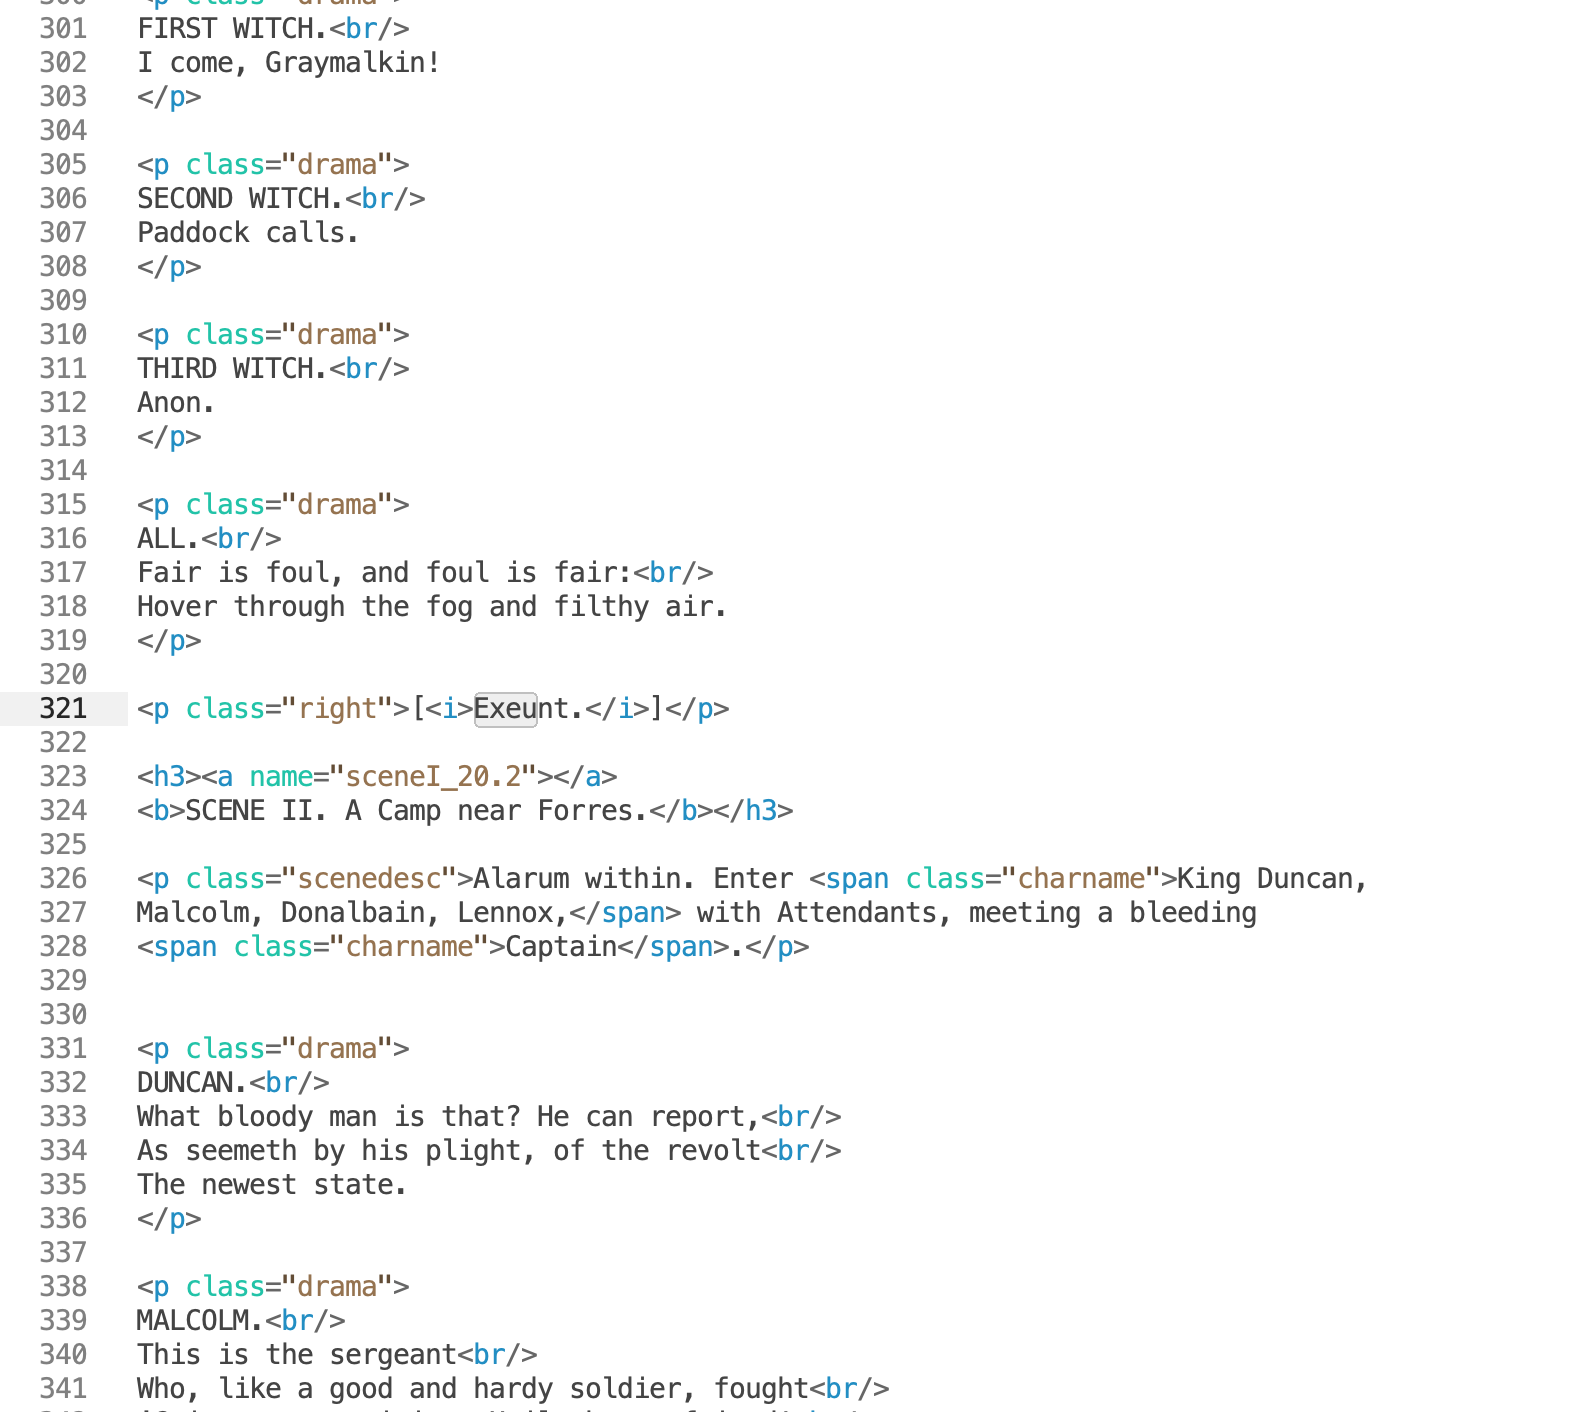 300 <p class="drama">
301 FIRST WITCH.<br/>
302 I come, Graymalkin!
303 </p>
304
305 <p class="drama">
306 SECOND WITCH.<br/>
307 Paddock calls.
308 </p>
309
310 <p class="drama">
311 THIRD WITCH.<br/>
312 Anon.
313 </p>
314
315 <p class="drama">
316 ALL.<br/>
317 Fair is foul, and foul is fair:<br/>
318 Hover through the fog and filthy air.
319 </p>
320
321 <p class="right">[<i>Exeunt.</i>]</p>
322
323 <h3><a name="sceneI_20.2"></a>
324 <b>SCENE II. A Camp near Forres.</b></h3>
325
326 <p class="scenedesc">Alarum within. Enter <span class="charname">King Duncan,
327 Malcolm, Donalbain, Lennox,</span> with Attendants, meeting a bleeding
328 <span class="charname">Captain</span>.</p>
329
330
331 <p class="drama">
332 DUNCAN.<br/>
333 What bloody man is that? He can report,<br/>
334 As seemeth by his plight, of the revolt<br/>
335 The newest state.
336 </p>
337
338 <p class="drama">
339 MALCOLM.<br/>
340 This is the sergeant<br/>
341 Who, like a good and hardy soldier, fought<br/>